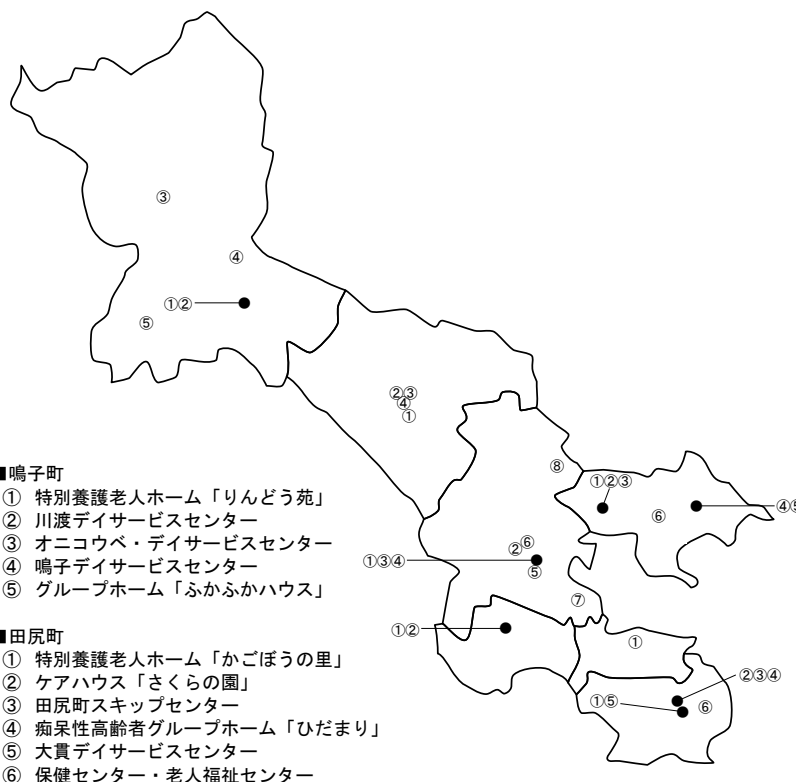 ③
④
①②
⑤
②③
④
①
⑧
①②③
⑥
④⑤
①③④
⑥
②
⑤
⑦
①②
①
②③④
①⑤
⑥
■鳴子町
① 特別養護老人ホーム「りんどう苑」
② 川渡デイサービスセンター
③ オニコウベ・デイサービスセンター
④ 鳴子デイサービスセンター
⑤ グループホーム「ふかふかハウス」
■田尻町
① 特別養護老人ホーム「かごぼうの里」
② ケアハウス「さくらの園」
③ 田尻町スキップセンター
④ 痴呆性高齢者グループホーム「ひだまり」
⑤ 大貫デイサービスセンター
⑥ 保健センター・老人福祉センター